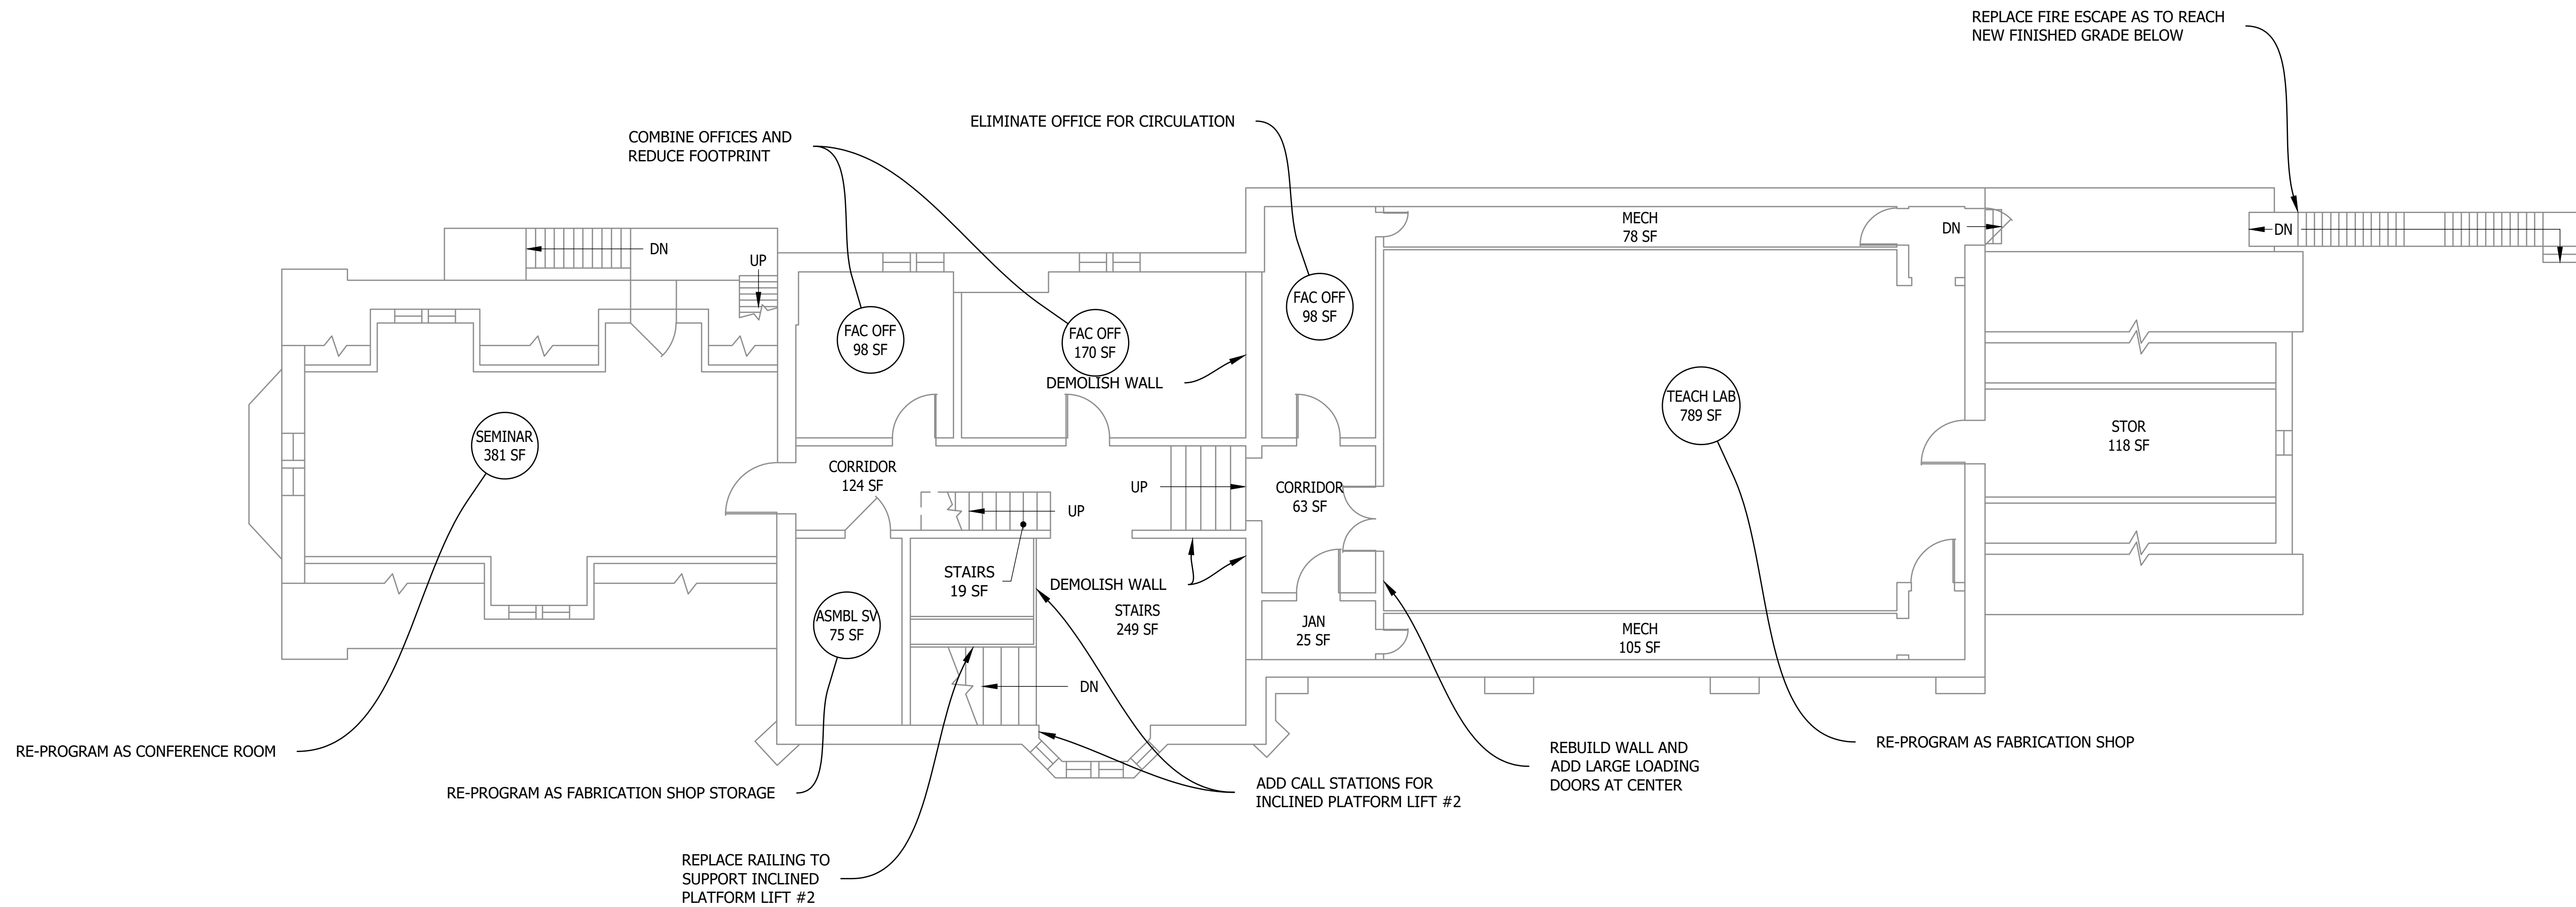 REPLACE FIRE ESCAPE AS TO REACH
NEW FINISHED GRADE BELOW
ELIMINATE OFFICE FOR CIRCULATION
COMBINE OFFICES AND
REDUCE FOOTPRINT
MECH
78 SF
DN
DN
DN
UP
FAC OFF
98 SF
FAC OFF
170 SF
FAC OFF
98 SF
DEMOLISH WALL
TEACH LAB
789 SF
STOR
118 SF
SEMINAR
381 SF
CORRIDOR
124 SF
UP
UP
CORRIDOR
63 SF
STAIRS
19 SF
DEMOLISH WALL
STAIRS
249 SF
ASMBL SV
75 SF
JAN
25 SF
MECH
105 SF
DN
RE-PROGRAM AS CONFERENCE ROOM
RE-PROGRAM AS FABRICATION SHOP STORAGE
ADD CALL STATIONS FOR
INCLINED PLATFORM LIFT #2
REBUILD WALL AND
ADD LARGE LOADING
DOORS AT CENTER
RE-PROGRAM AS FABRICATION SHOP
REPLACE RAILING TO
SUPPORT INCLINED
PLATFORM LIFT #2